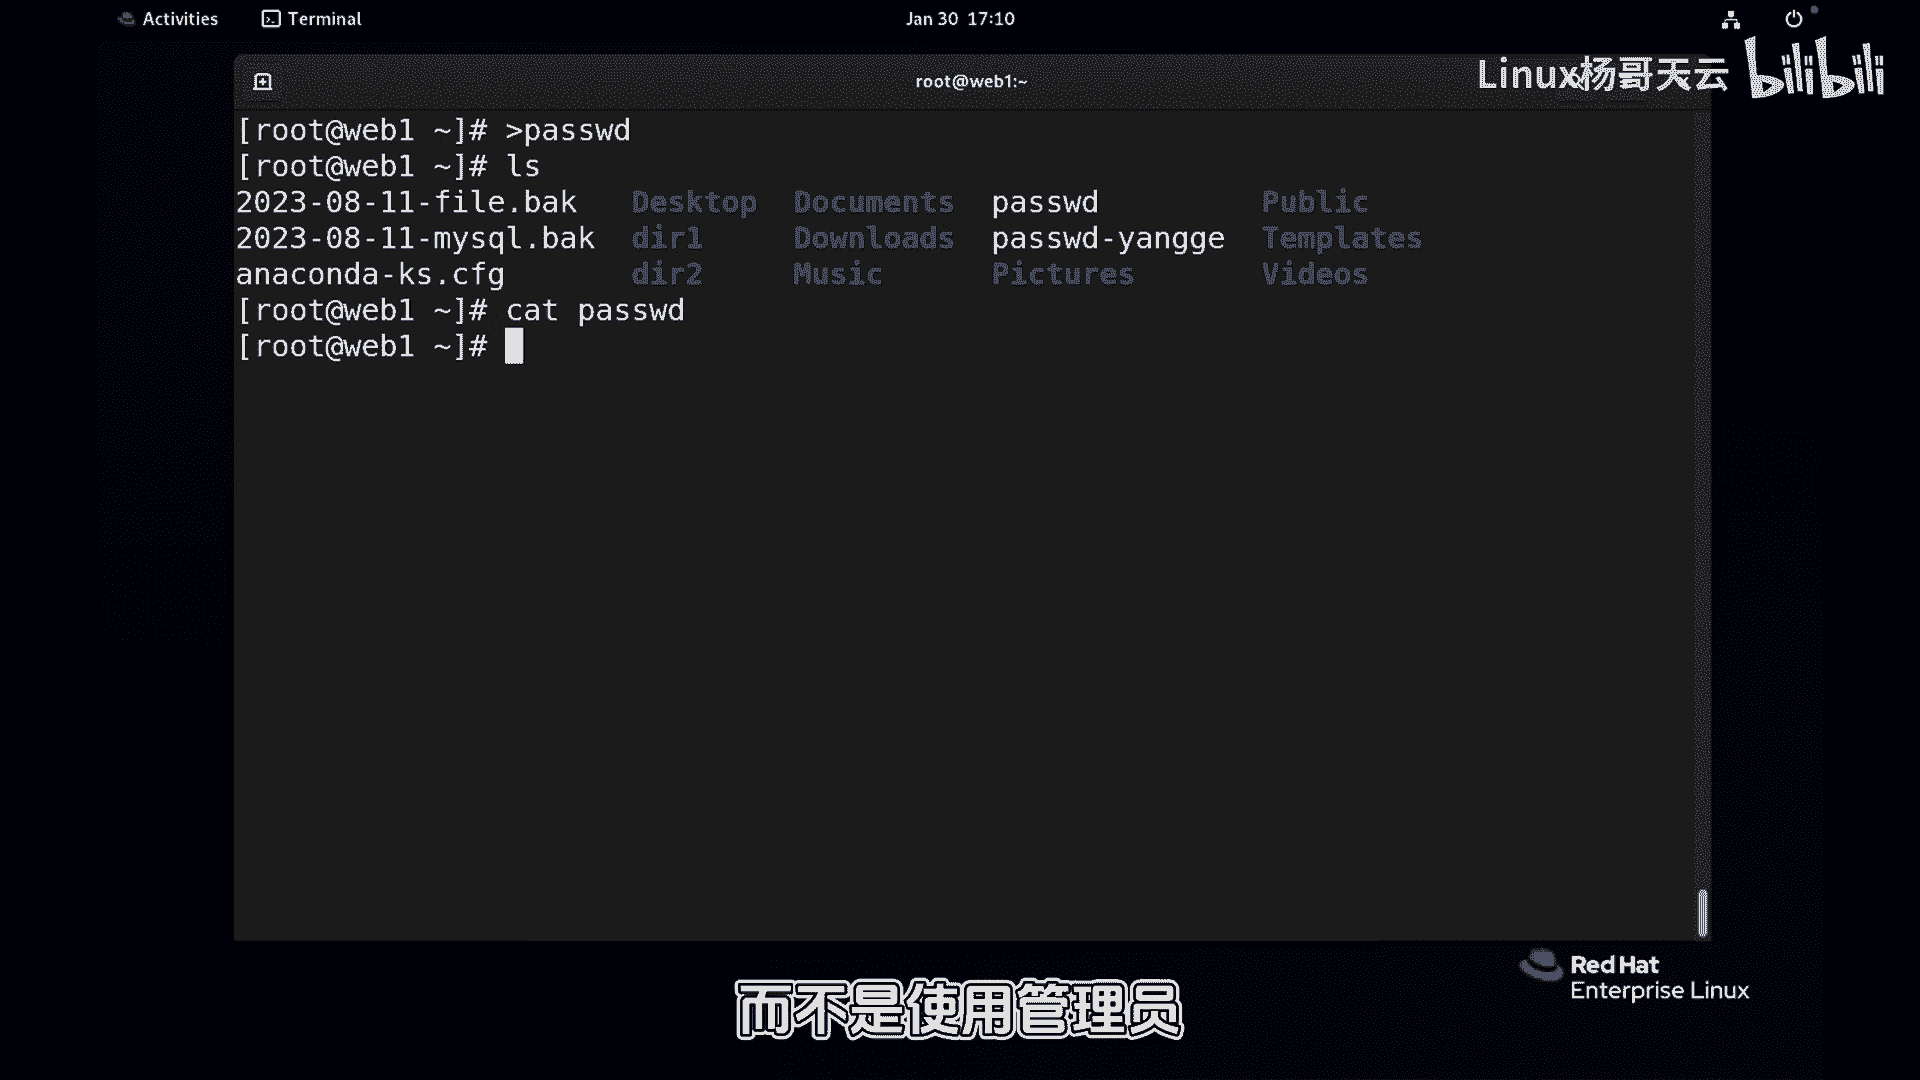 Activities Terminal Jan 30 17:10
root@web1:~
Linux杨哥天云 bilibili
[root@web1 ~]# >passwd
[root@web1 ~]# ls
2023-08-11-file.bak Desktop Documents passwd Public
2023-08-11-mysql.bak dir1 Downloads passwd-yangge Templates
anaconda-ks.cfg dir2 Music Pictures Videos
[root@web1 ~]# cat passwd
[root@web1 ~]#
Red Hat
Enterprise Linux
而不是使用管理员